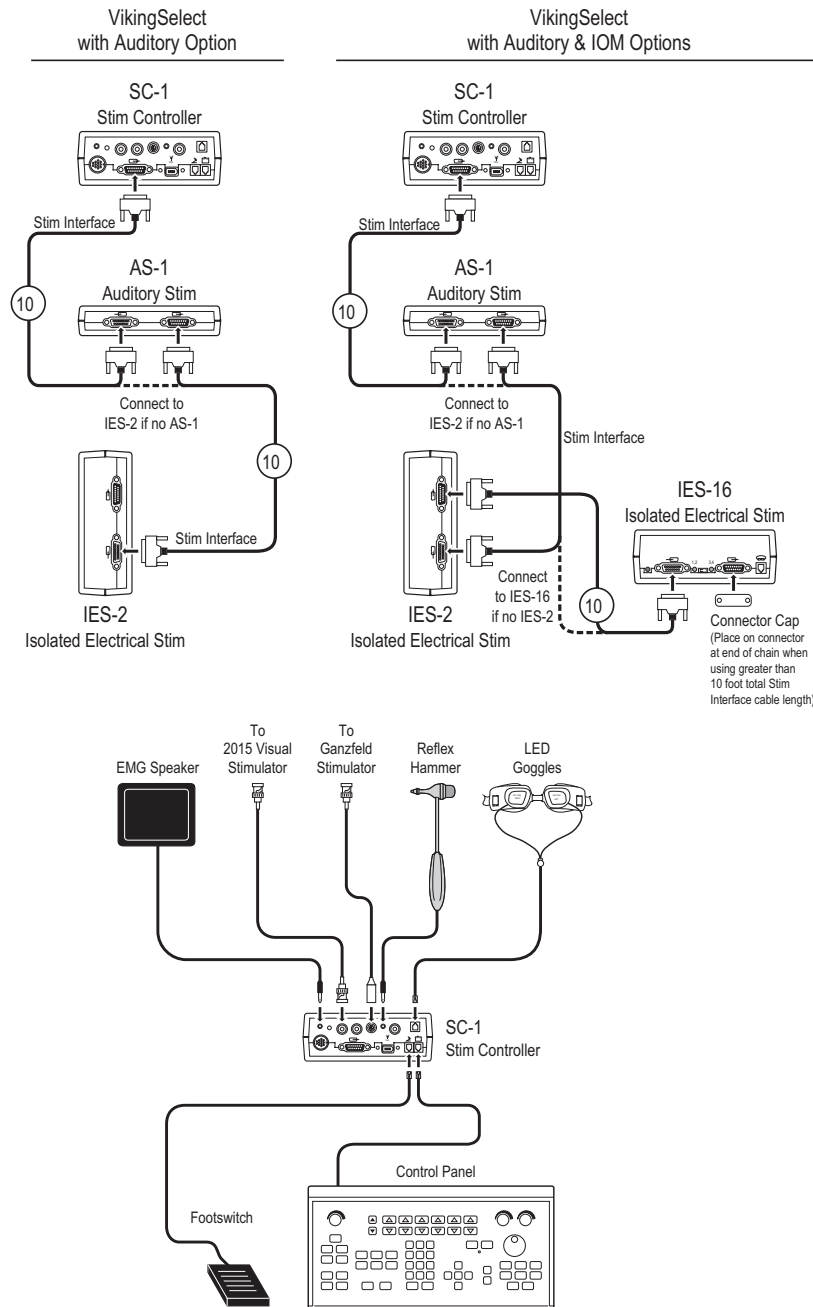 VikingSelect
with Auditory Option
SC-1
Stim Controller
Stim Interface
10
AS-1
Auditory Stim
Connect to
IES-2 if no AS-1
10
Stim Interface
IES-2
Isolated Electrical Stim
VikingSelect
with Auditory & IOM Options
SC-1
Stim Controller
Stim Interface
10
AS-1
Auditory Stim
Connect to
IES-2 if no AS-1
Stim Interface
IES-2
Isolated Electrical Stim
Connect
to IES-16
if no IES-2
10
IES-16
Isolated Electrical Stim
1,2
3,4
Connector Cap
(Place on connector
at end of chain when
using greater than
10 foot total Stim
Interface cable length)
EMG Speaker
To
2015 Visual
Stimulator
To
Ganzfeld
Stimulator
Reflex
Hammer
LED
Goggles
SC-1
Stim Controller
Control Panel
Footswitch